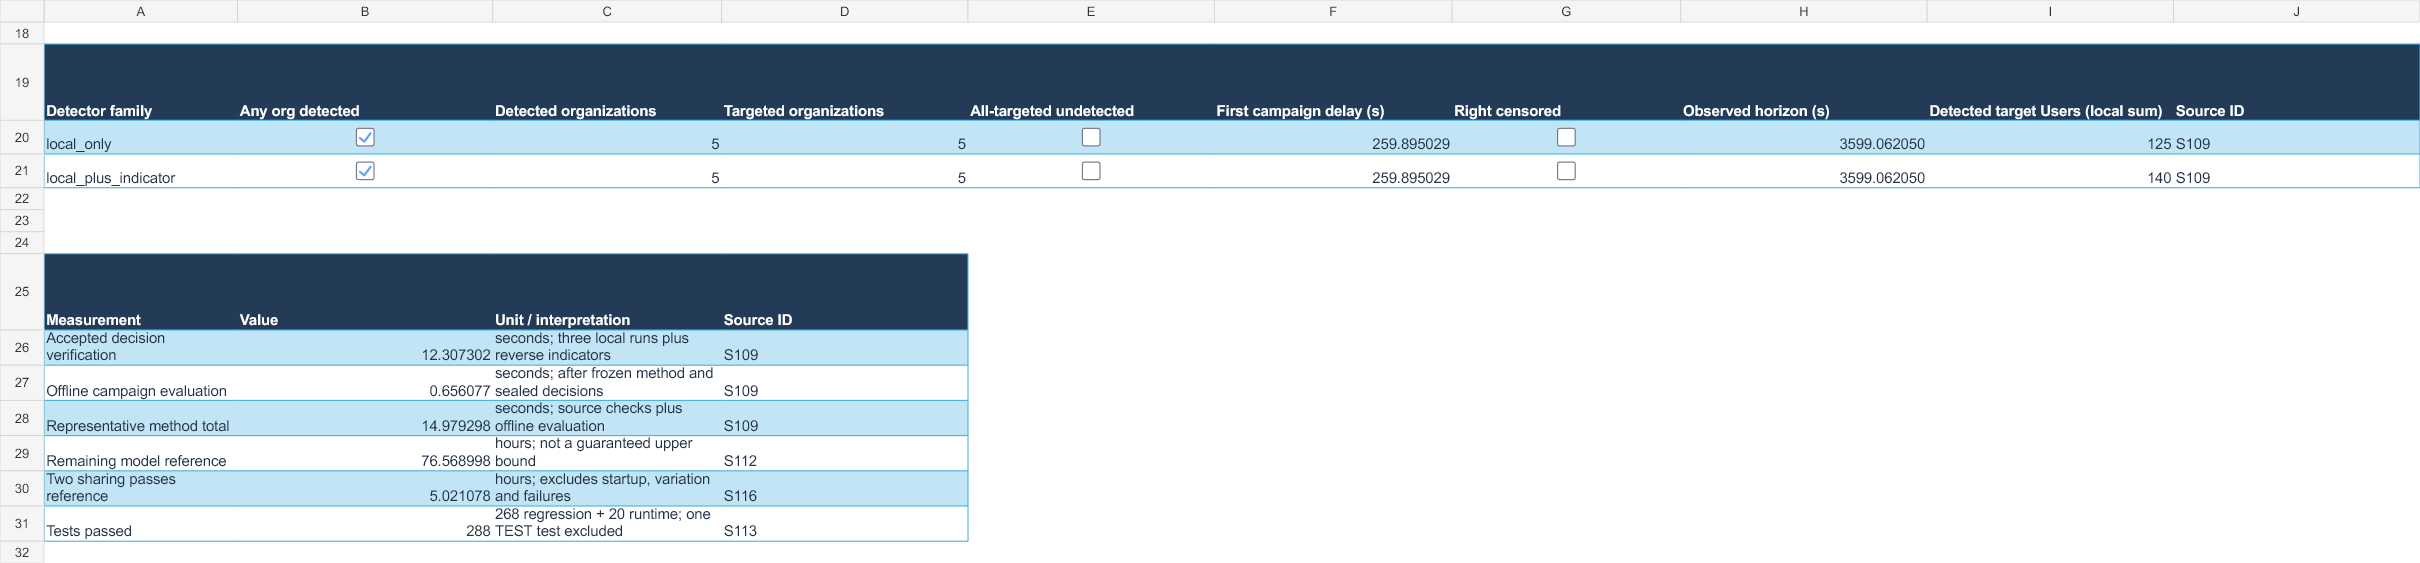 A B C D E F G H I J
18
19 Detector family Any org detected Detected organizations Targeted organizations All-targeted undetected First campaign delay (s) Right censored Observed horizon (s) Detected target Users (local sum) Source ID
20 local_only 5 5 259.895029 3599.062050 125 S109
21 local_plus_indicator 5 5 259.895029 3599.062050 140 S109
22
23
24
25 Measurement Value Unit / interpretation Source ID
Accepted decision seconds; three local runs plus
26 verification 12.307302 reverse indicators S109
seconds; after frozen method and
27 Offline campaign evaluation 0.656077 sealed decisions S109
seconds; source checks plus
28 Representative method total 14.979298 offline evaluation S109
hours; not a guaranteed upper
29 Remaining model reference 76.568998 bound S112
Two sharing passes hours; excludes startup, variation
30 reference 5.021078 and failures S116
268 regression + 20 runtime; one
31 Tests passed 288 TEST test excluded S113
32